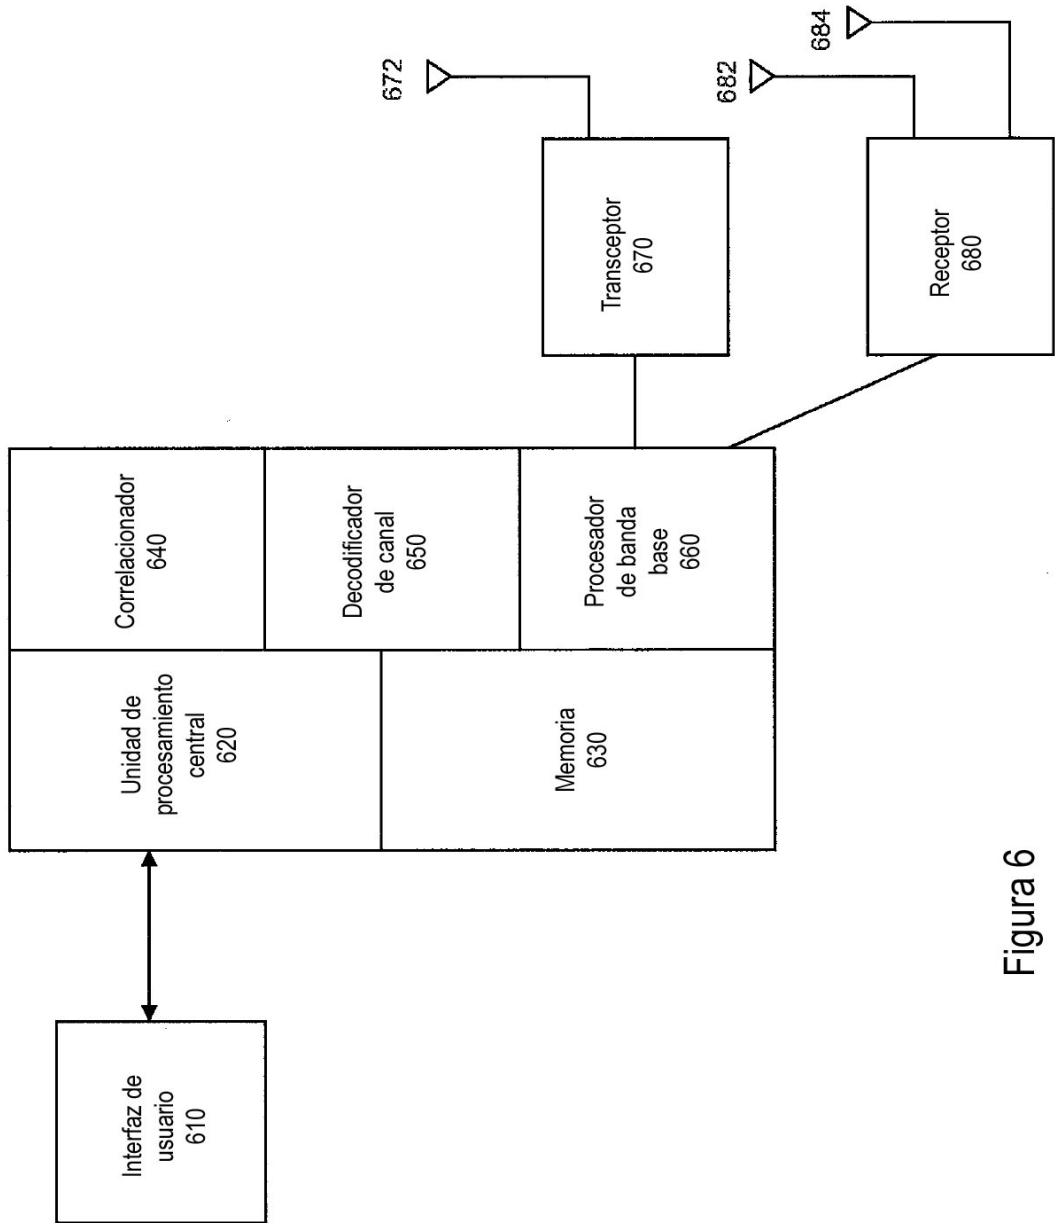 Interfaz de
usuario
610
Unidad de
procesamiento
central
620
Memoria
630
Correlacionador
640
Decodificador
de canal
650
Procesador
de banda
base
660
Transceptor
670
672
Receptor
680
682
684
Figura 6